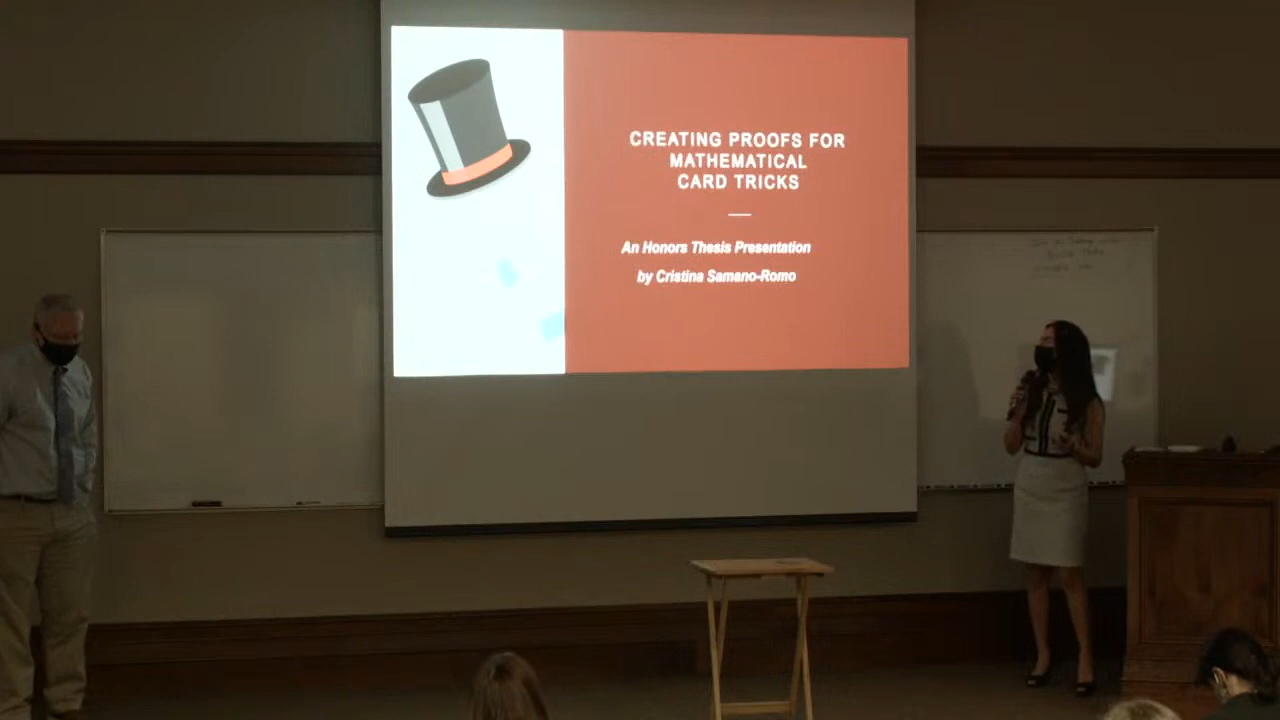 CREATING PROOFS FOR
MATHEMATICAL
CARD TRICKS
An Honors Thesis Presentation
by Cristina Samano-Romo